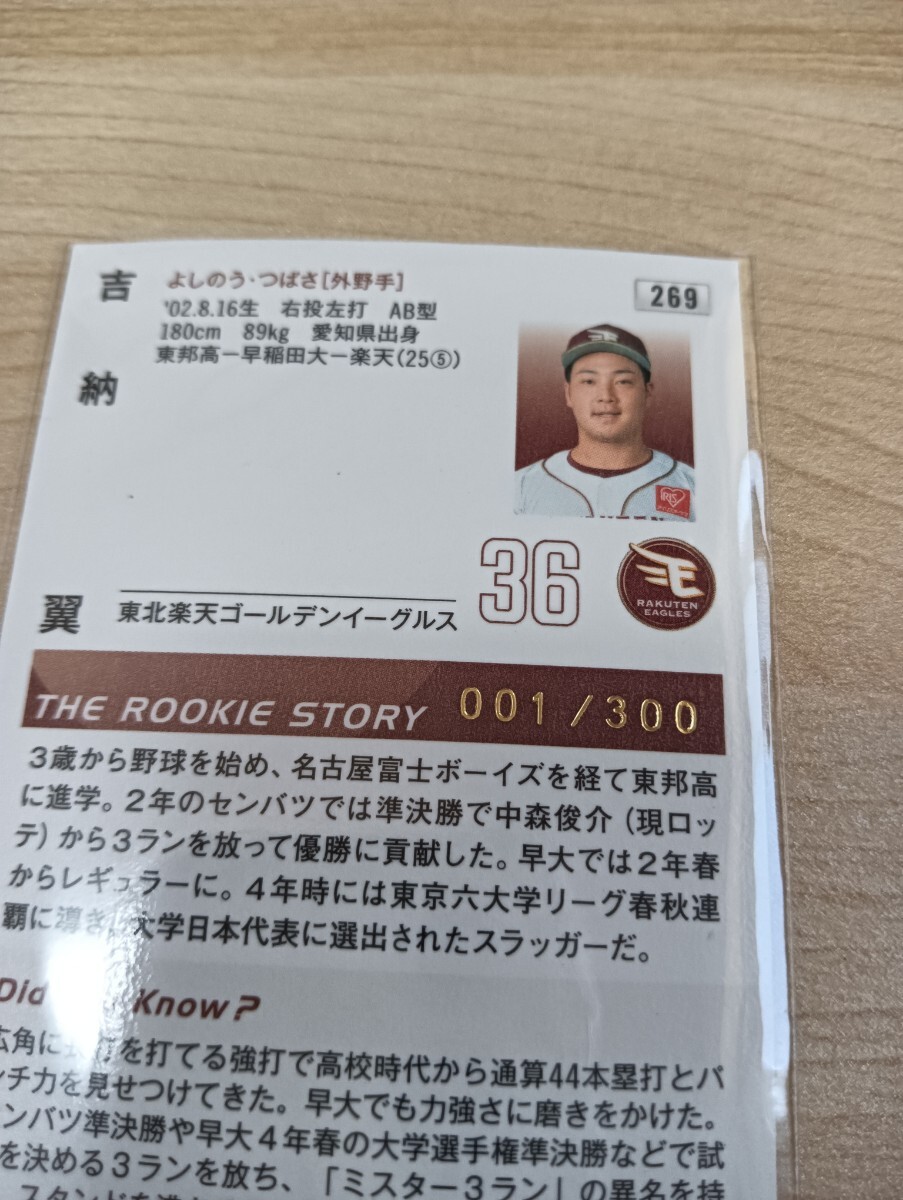 吉納翼
よしのう・つばさ[外野手]
'02.8.16生 右投左打 AB型
180cm 89kg 愛知県出身
東邦高ー早稲田大ー楽天(25⑤)
269
IRIS
東北楽天ゴールデンイーグルス
36
RAKUTEN
EAGLES
THE ROOKIE STORY 001/300
3歳から野球を始め、名古屋富士ボーイズを経て東邦高
に進学。2年のセンバツでは準決勝で中森俊介(現ロッ
テ)から3ランを放って優勝に貢献した。早大では2年春
からレギュラーに。4年時には東京六大学リーグ春秋連
覇に導き、大学日本代表に選出されたスラッガーだ。
Did Know?
広角に を打てる強打で高校時代から通算44本塁打とパ
ンチ力を見せつけてきた。早大でも力強さに磨きをかけた。
センバツ準決勝や早大4年春の大学選手権準決勝などで試
を決める3ランを放ち、「ミスター3ラン」の異名を持